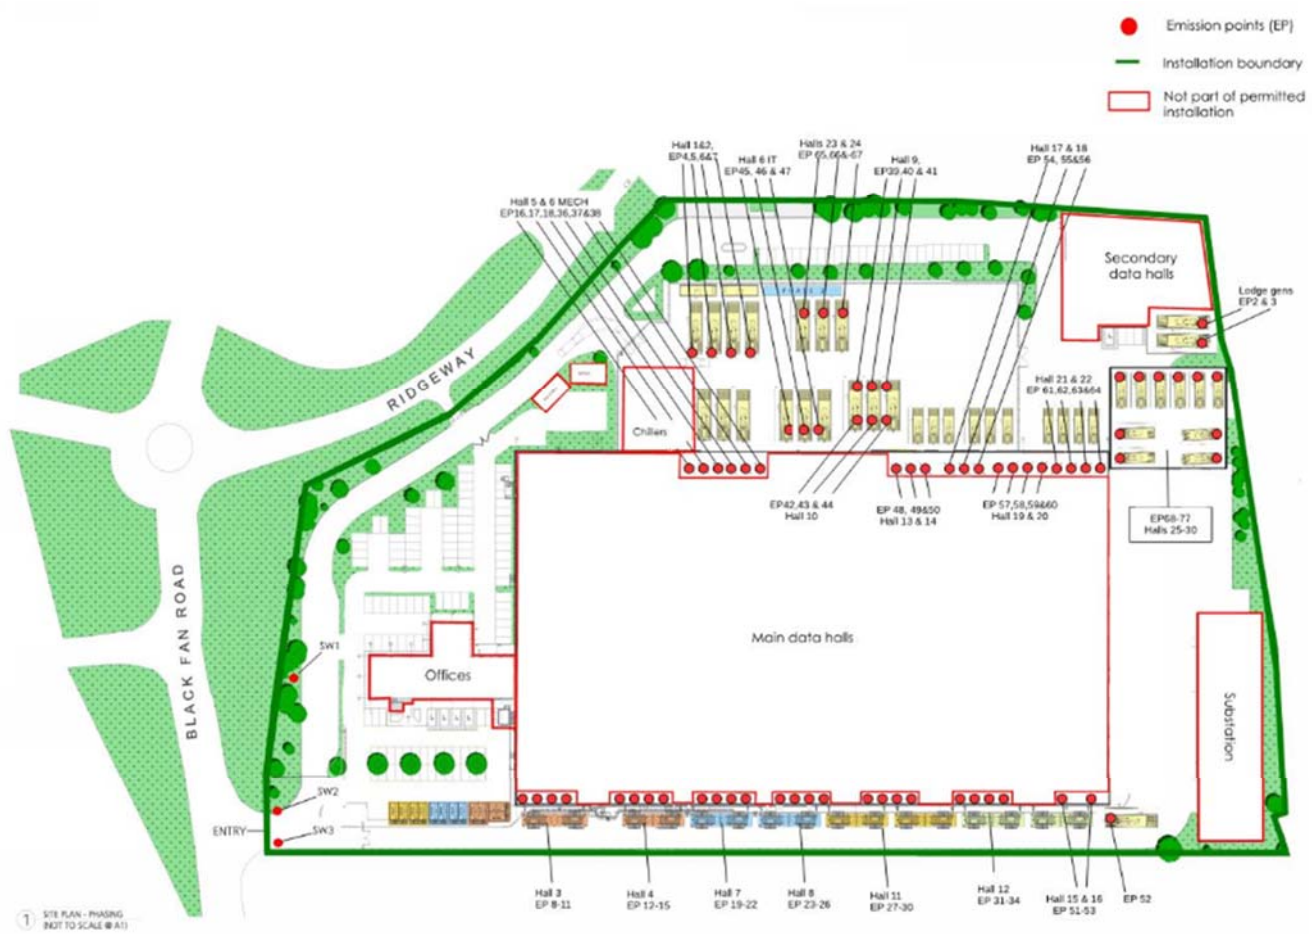 Emission points (EP)
Installation boundary
Not part of permitted
installation
Hall 1&2,
EP4,5,6&7
Hall 6 IT
EP45, 46 & 47
Halls 23 & 24
EP 65,66&-67
Hall 9,
EP39,40 & 41
Hall 17 & 18
EP 54, 55&56
Hall 5 & 6 MECH
EP16,17,18,36,37&38
Secondary
data halls
Lodge gens
EP2 & 3
RIDGEWAY
Hall 21 & 22
EP 61,62,63&64
Chillers
EP42,43 & 44
Hall 10
EP 48, 49&50
Hall 13 & 14
EP 57,58,59&60
Hall 19 & 20
EP68-77
Halls 25-30
BLACK FAN ROAD
Main data halls
SW1
Offices
Substation
SW2
ENTRY
SW3
Hall 3
EP 8-11
Hall 4
EP 12-15
Hall 7
EP 19-22
Hall 8
EP 23-26
Hall 11
EP 27-30
Hall 12
EP 31-34
Hall 15 & 16
EP 51-53
EP 52
1
SITE PLAN - PHASING
(NOT TO SCALE @ A1)